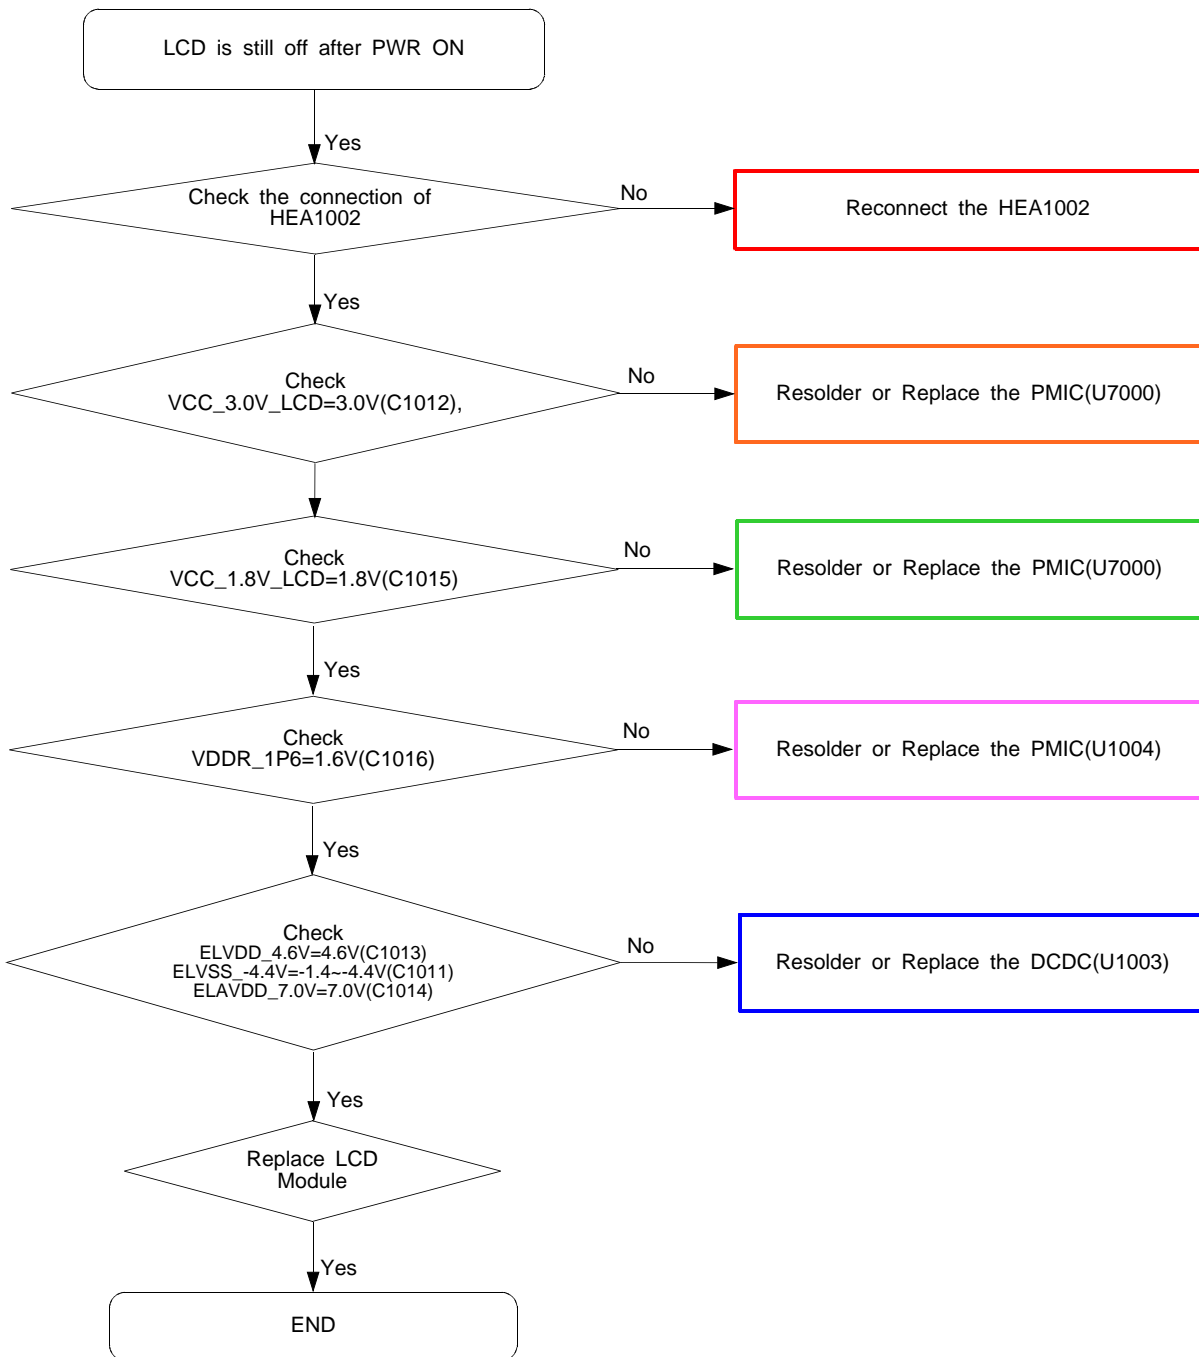 LCD is still off after PWR ON
Yes
Check the connection of
HEA1002
No
Reconnect the HEA1002
Yes
Check
VCC_3.0V_LCD=3.0V(C1012),
No
Resolder or Replace the PMIC(U7000)
Check
VCC_1.8V_LCD=1.8V(C1015)
No
Resolder or Replace the PMIC(U7000)
Yes
Check
VDDR_1P6=1.6V(C1016)
No
Resolder or Replace the PMIC(U1004)
Yes
Check
ELVDD_4.6V=4.6V(C1013)
ELVSS_-4.4V=-1.4~-4.4V(C1011)
ELAVDD_7.0V=7.0V(C1014)
No
Resolder or Replace the DCDC(U1003)
Yes
Replace LCD
Module
Yes
END